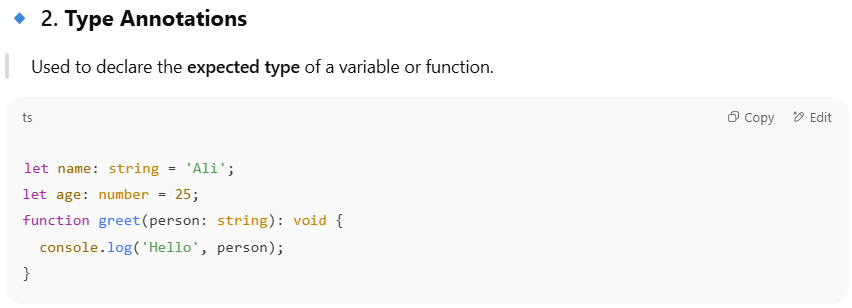 2. Type Annotations
Used to declare the expected type of a variable or function.
ts
Copy
Edit
let name: string = 'Ali';
let age: number = 25;
function greet(person: string): void {
  console.log('Hello', person);
}